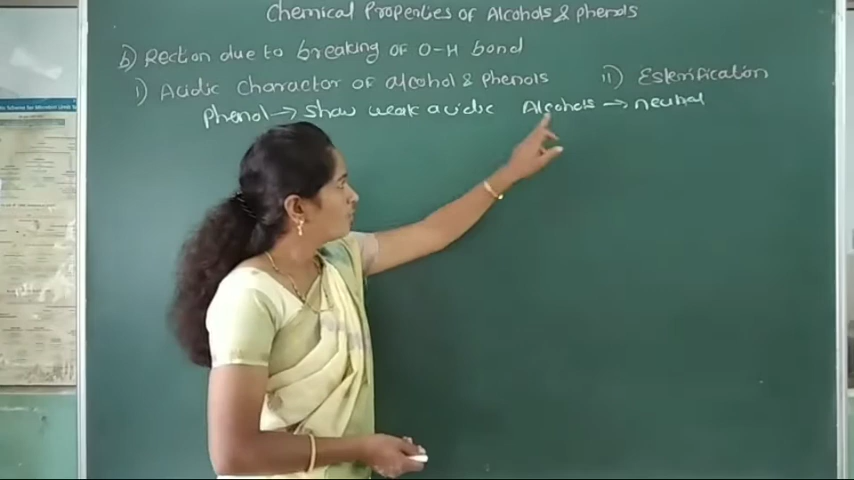 Chemical Properties of Alcohols & Phenols
b) Rection due to breaking of O-H bond
i) Acidic Charactor of alcohol & Phenols ii) Esterification
Phenol → Show weak acidic Alcohols → neutral